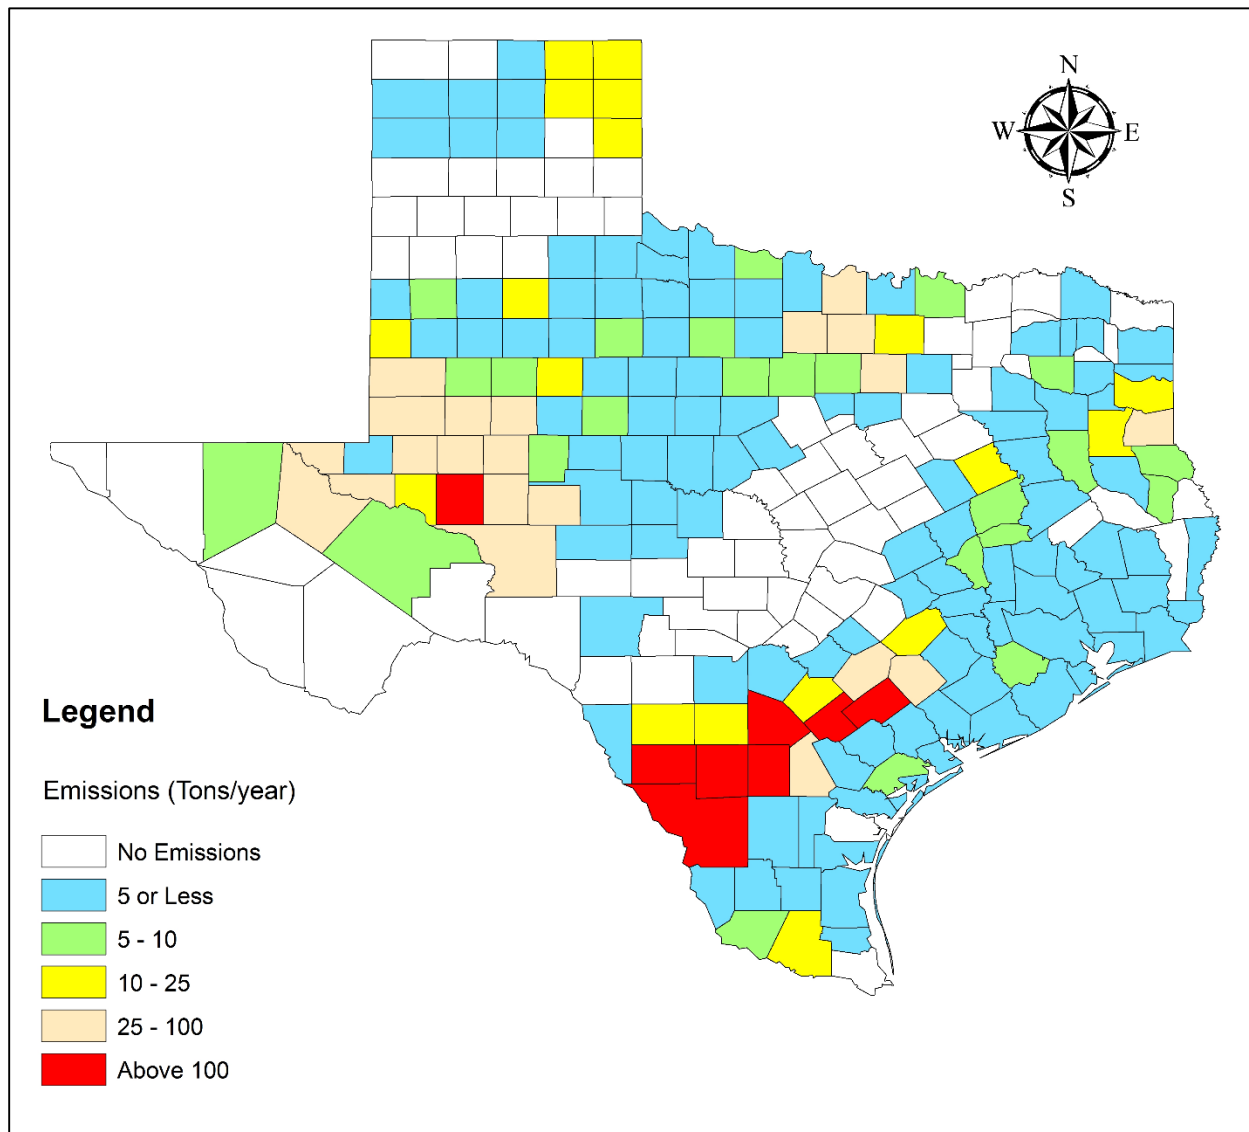 N
W E
S
Legend
Emissions (Tons/year)
No Emissions
5 or Less
5 - 10
10 - 25
25 - 100
Above 100